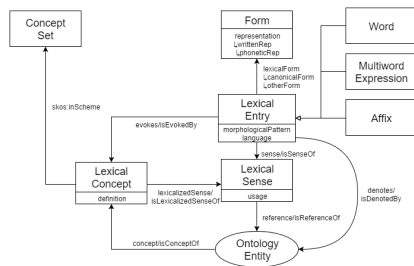 Concept
Set
Form
representation
↳writtenRep
↳phoneticRep
Word
lexicalForm
↳canonicalForm
↳otherForm
Multiword
Expression
skos:inScheme
Lexical
Entry
morphologicalPattern
language
Affix
evokes/isEvokedBy
sense/isSenseOf
Lexical
Concept
definition
lexicalizedSense/
isLexicalizedSenseOf
Lexical
Sense
usage
denotes/
isDenotedBy
reference/isReferenceOf
concept/isConceptOf
Ontology
Entity